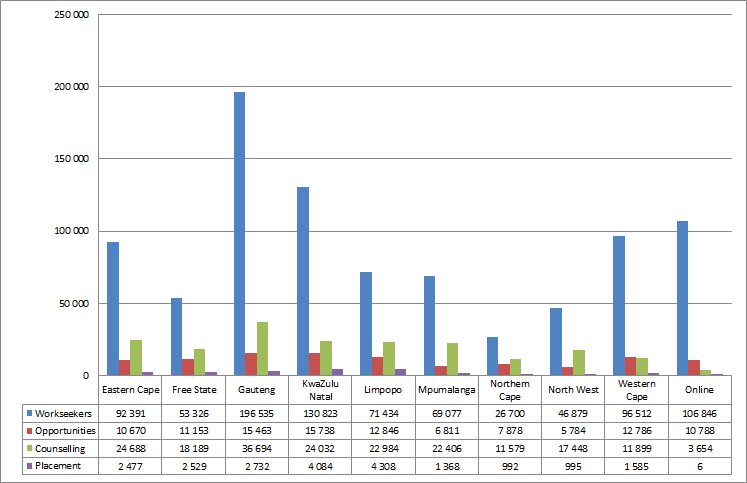 250 000
200 000
150 000
100 000
50 000
0
Eastern Cape Free State Gauteng KwaZulu Natal Limpopo Mpumalanga Northern Cape North West Western Cape Online
Workseekers 92 391 53 326 196 535 130 823 71 434 69 077 26 700 46 879 96 512 106 846
Opportunities 10 670 11 153 15 463 15 738 12 846 6 811 7 878 5 784 12 786 10 788
Counselling 24 688 18 189 36 694 24 032 22 984 22 406 11 579 17 448 11 899 3 654
Placement 2 477 2 529 2 732 4 084 4 308 1 368 992 995 1 585 6